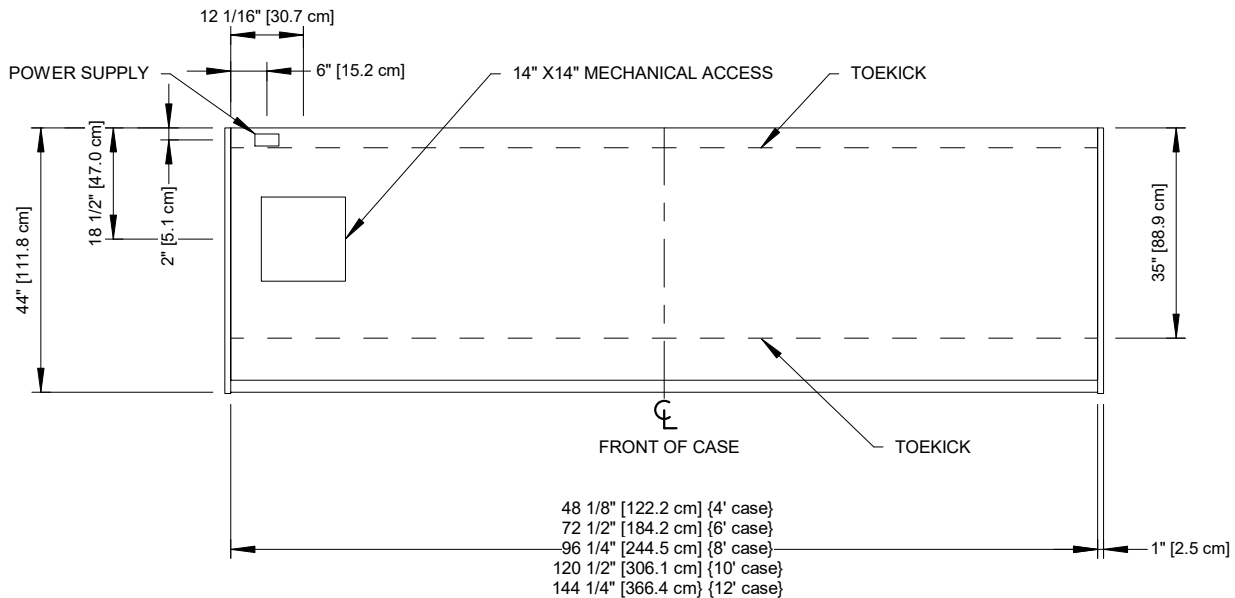 12 1/16" [30.7 cm]
6" [15.2 cm]
POWER SUPPLY
14" X14" MECHANICAL ACCESS
TOEKICK
44" [111.8 cm]
18 1/2" [47.0 cm]
2" [5.1 cm]
35" [88.9 cm]
CL
FRONT OF CASE
TOEKICK
48 1/8" [122.2 cm] {4' case}
72 1/2" [184.2 cm] {6' case}
96 1/4" [244.5 cm] {8' case}
120 1/2" [306.1 cm] {10' case}
144 1/4" [366.4 cm} {12' case}
1" [2.5 cm]